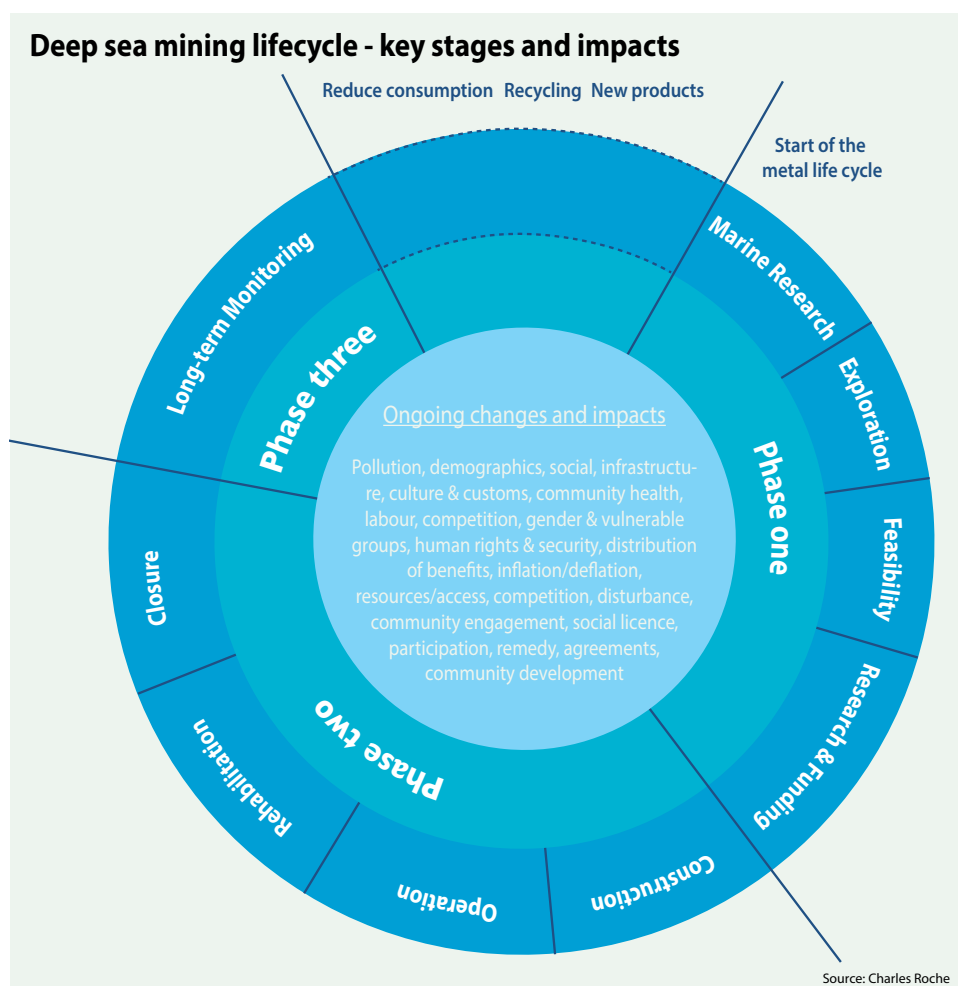 Deep sea mining lifecycle - key stages and impacts
Reduce consumption Recycling New products
Start of the
metal life cycle
Marine Research
Exploration
Feasibility
Research & Funding
Construction
Operation
Rehabilitation
Closure
Long-term Monitoring
Phase one
Phase two
Phase three
Ongoing changes and impacts
Pollution, demographics, social, infrastructu-
re, culture & customs, community health,
labour, competition, gender & vulnerable
groups, human rights & security, distribution
of benefits, inflation/deflation,
resources/access, competition, disturbance,
community engagement, social licence,
participation, remedy, agreements,
community development
Source: Charles Roche